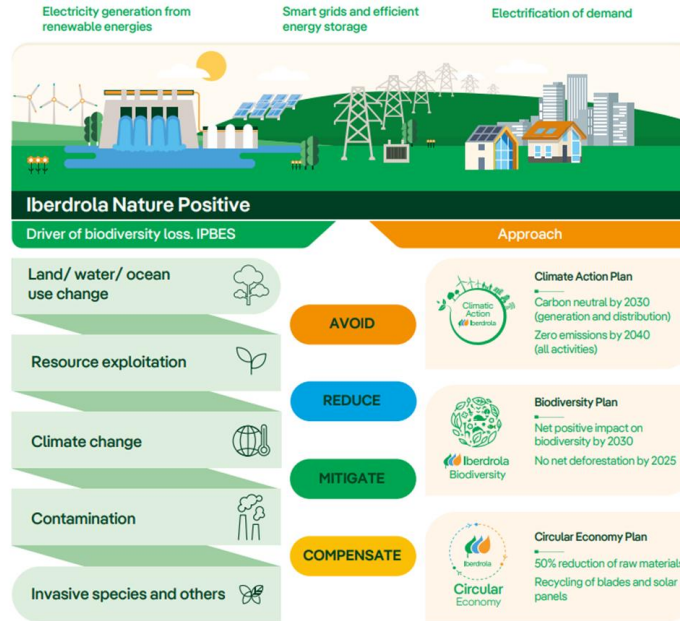 Electricity generation from
renewable energies
Smart grids and efficient
energy storage
Electrification of demand
Iberdrola Nature Positive
Driver of biodiversity loss. IPBES
Approach
Land/ water/ ocean
use change
Resource exploitation
Climate change
Contamination
Invasive species and others
AVOID
REDUCE
MITIGATE
COMPENSATE
Climatic
Action
Iberdrola
Climate Action Plan
Carbon neutral by 2030
(generation and distribution)
Zero emissions by 2040
(all activities)
Iberdrola
Biodiversity
Biodiversity Plan
Net positive impact on
biodiversity by 2030
No net deforestation by 2025
Iberdrola
Circular
Economy
Circular Economy Plan
50% reduction of raw materials
Recycling of blades and solar
panels